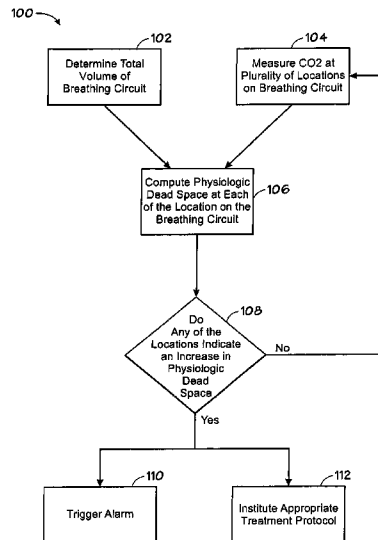 100
102
104
Determine Total
Volume of
Breathing Circuit
Measure CO2 at
Plurality of Locations
on Breathing Circuit
Compute Physiologic
Dead Space at Each
of the Location on the
Breathing Circuit
106
108
Do
Any of the
Locations Indicate
an Increase in
Physiologic
Dead
Space
No
Yes
110
112
Trigger Alarm
Institute Appropriate
Treatment Protocol